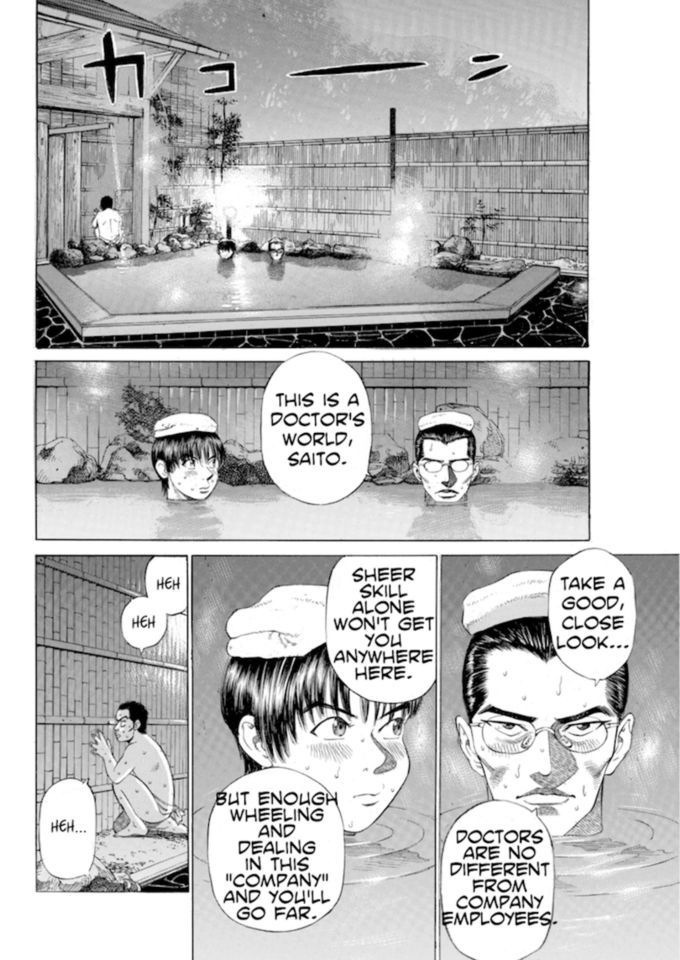 カコーン
THIS IS A
DOCTOR'S
WORLD,
SAITO.
TAKE A
GOOD,
CLOSE
LOOK...
DOCTORS
ARE NO
DIFFERENT
FROM
COMPANY
EMPLOYEES.
SHEER
SKILL
ALONE
WON'T GET
YOU
ANYWHERE
HERE.
BUT ENOUGH
WHEELING
AND
DEALING
IN THIS
"COMPANY"
AND YOU'LL
GO FAR.
HEH
HEH
HEH...